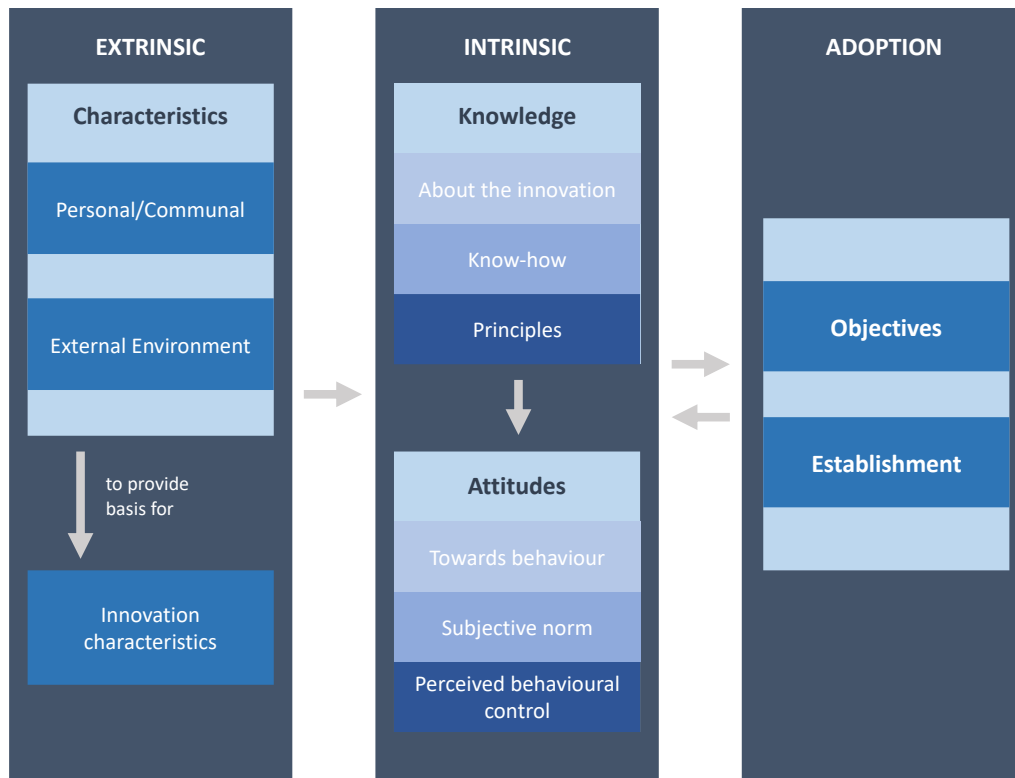 EXTRINSIC
Characteristics
Personal/Communal
External Environment
to provide
basis for
Innovation
characteristics
INTRINSIC
Knowledge
About the innovation
Know-how
Principles
Attitudes
Towards behaviour
Subjective norm
Perceived behavioural
control
ADOPTION
Objectives
Establishment